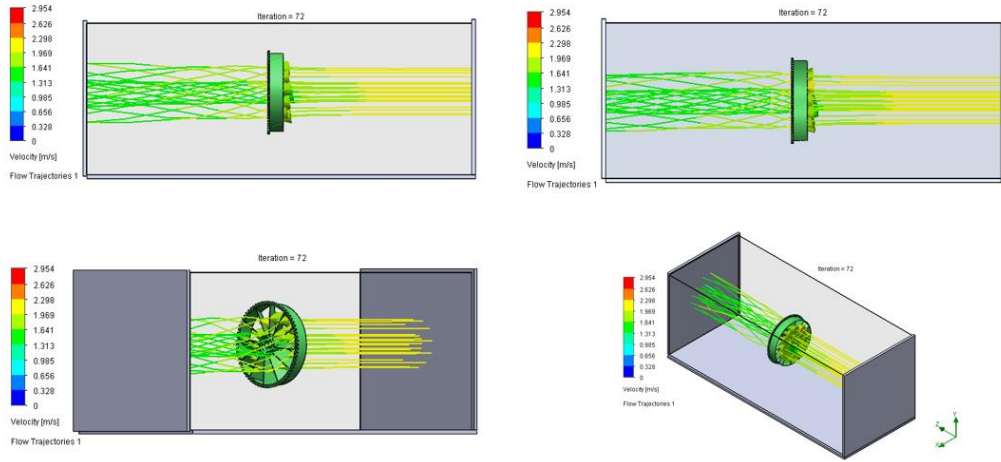 Iteration = 72
2.954
2.626
2.298
1.969
1.641
1.313
0.985
0.656
0.328
0
Velocity [m/s]
Flow Trajectories 1
Iteration = 72
2.954
2.626
2.298
1.969
1.641
1.313
0.985
0.656
0.328
0
Velocity [m/s]
Flow Trajectories 1
Iteration = 72
2.954
2.626
2.298
1.969
1.641
1.313
0.985
0.656
0.328
0
Velocity [m/s]
Flow Trajectories 1
Iteration = 72
2.954
2.626
2.298
1.969
1.641
1.313
0.985
0.656
0.328
0
Velocity [m/s]
Flow Trajectories 1
Y
Z
X